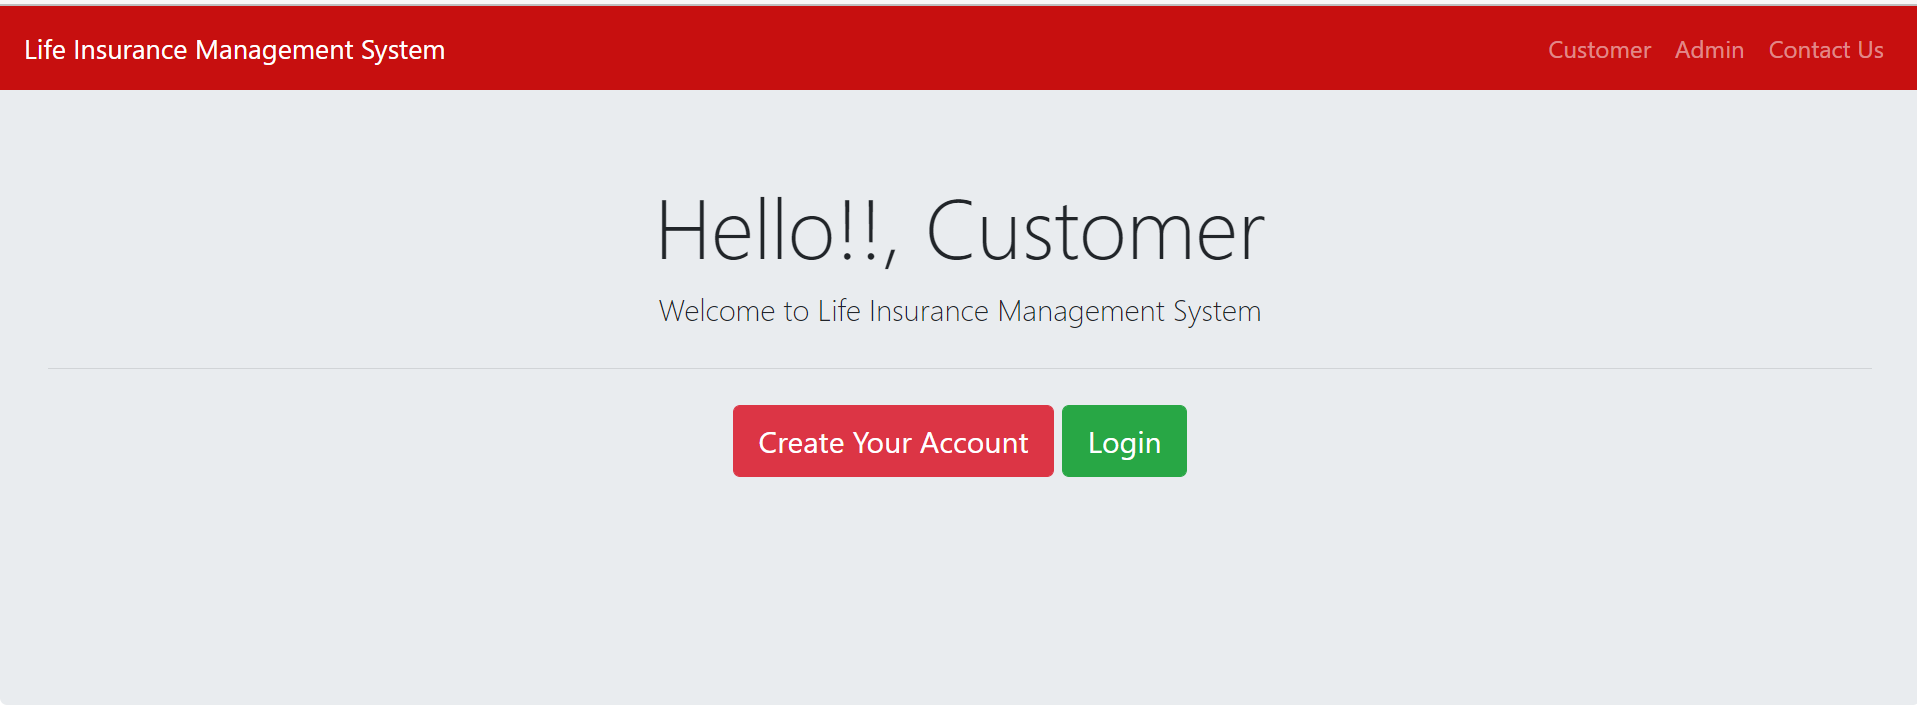 Life Insurance Management System
Customer Admin Contact Us
Hello!!, Customer
Welcome to Life Insurance Management System
Create Your Account
Login